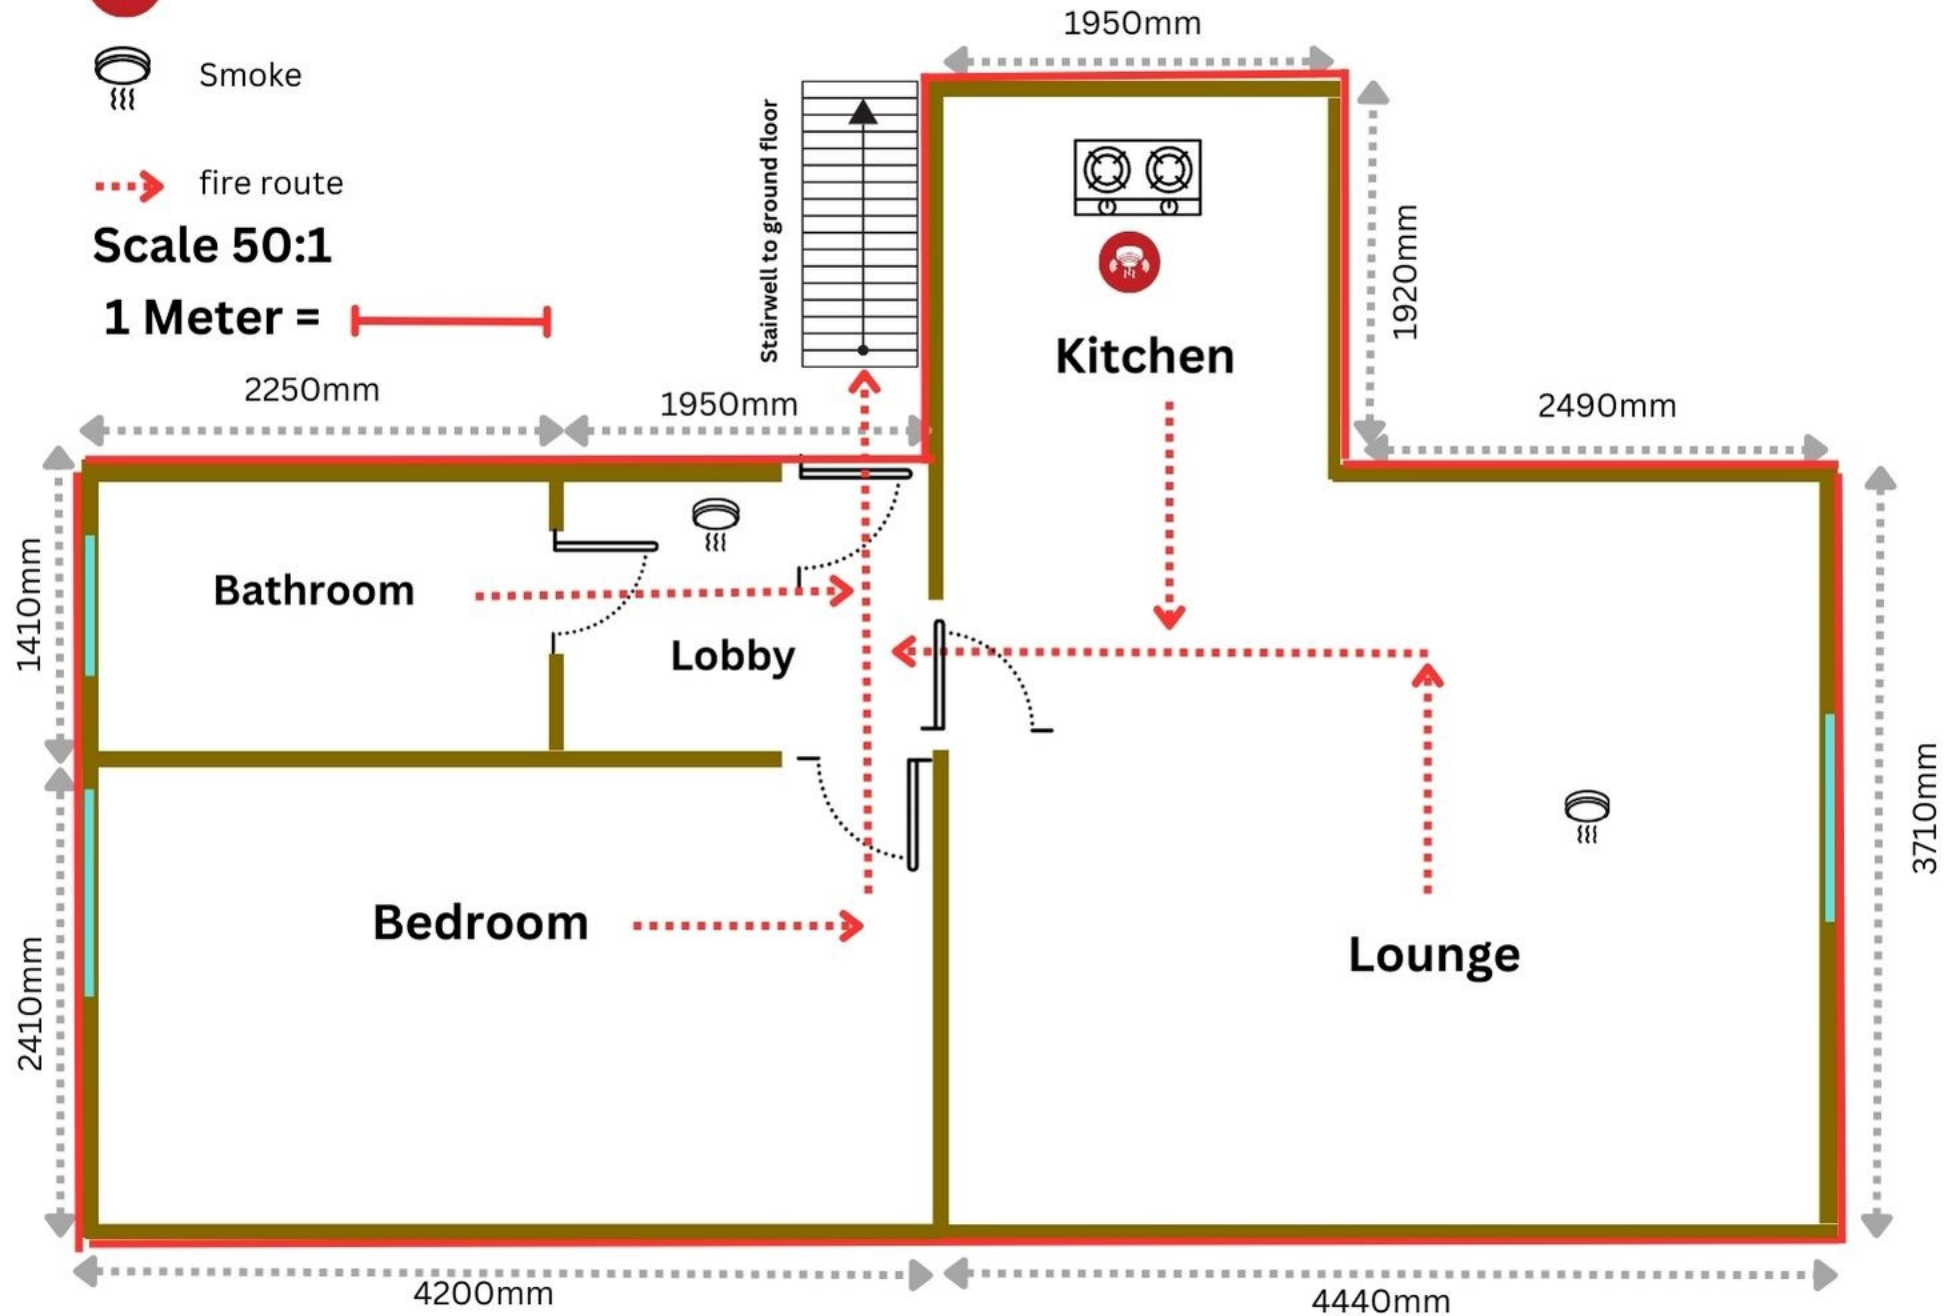 1950mm
Smoke
fire route
Scale 50:1
1 Meter =
Stairwell to ground floor
Kitchen
1920mm
2250mm
1950mm
2490mm
1410mm
Bathroom
Lobby
3710mm
Bedroom
Lounge
2410mm
4200mm
4440mm